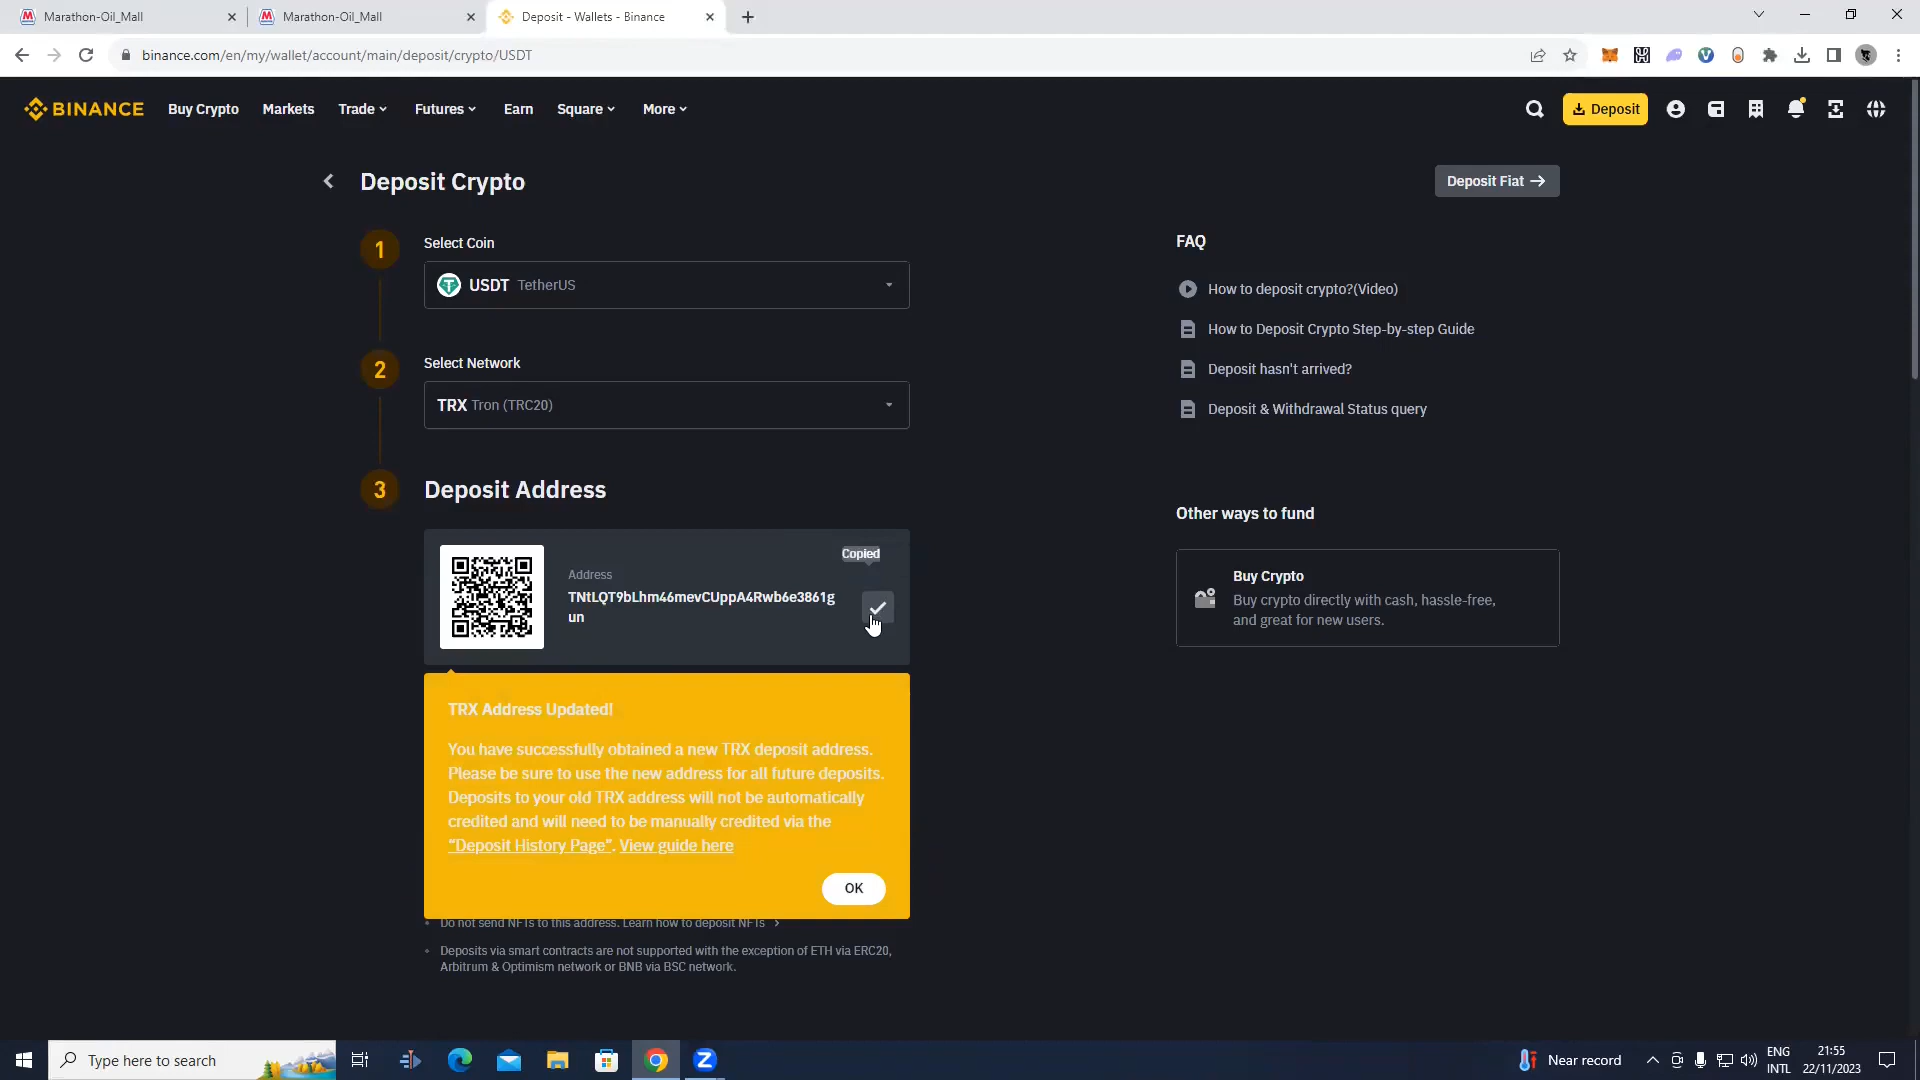 Marathon-Oil_Mall
Marathon-Oil_Mall
Deposit - Wallets - Binance
binance.com/en/my/wallet/account/main/deposit/crypto/USDT
BINANCE
Buy Crypto
Markets
Trade
Futures
Earn
Square
More
Deposit
Deposit Crypto
Deposit Fiat
1
Select Coin
USDT TetherUS
2
Select Network
TRX Tron (TRC20)
3
Deposit Address
Copied
Address
TNtLQT9bLhm46mevCUppA4Rwb6e3861g
un
TRX Address Updated!
You have successfully obtained a new TRX deposit address.
Please be sure to use the new address for all future deposits.
Deposits to your old TRX address will not be automatically
credited and will need to be manually credited via the
"Deposit History Page". View guide here
OK
Do not send NFTs to this address. Learn how to deposit NFTs
Deposits via smart contracts are not supported with the exception of ETH via ERC20,
Arbitrum & Optimism network or BNB via BSC network.
FAQ
How to deposit crypto?(Video)
How to Deposit Crypto Step-by-step Guide
Deposit hasn't arrived?
Deposit & Withdrawal Status query
Other ways to fund
Buy Crypto
Buy crypto directly with cash, hassle-free,
and great for new users.
Type here to search
Near record
ENG
INTL
21:55
22/11/2023